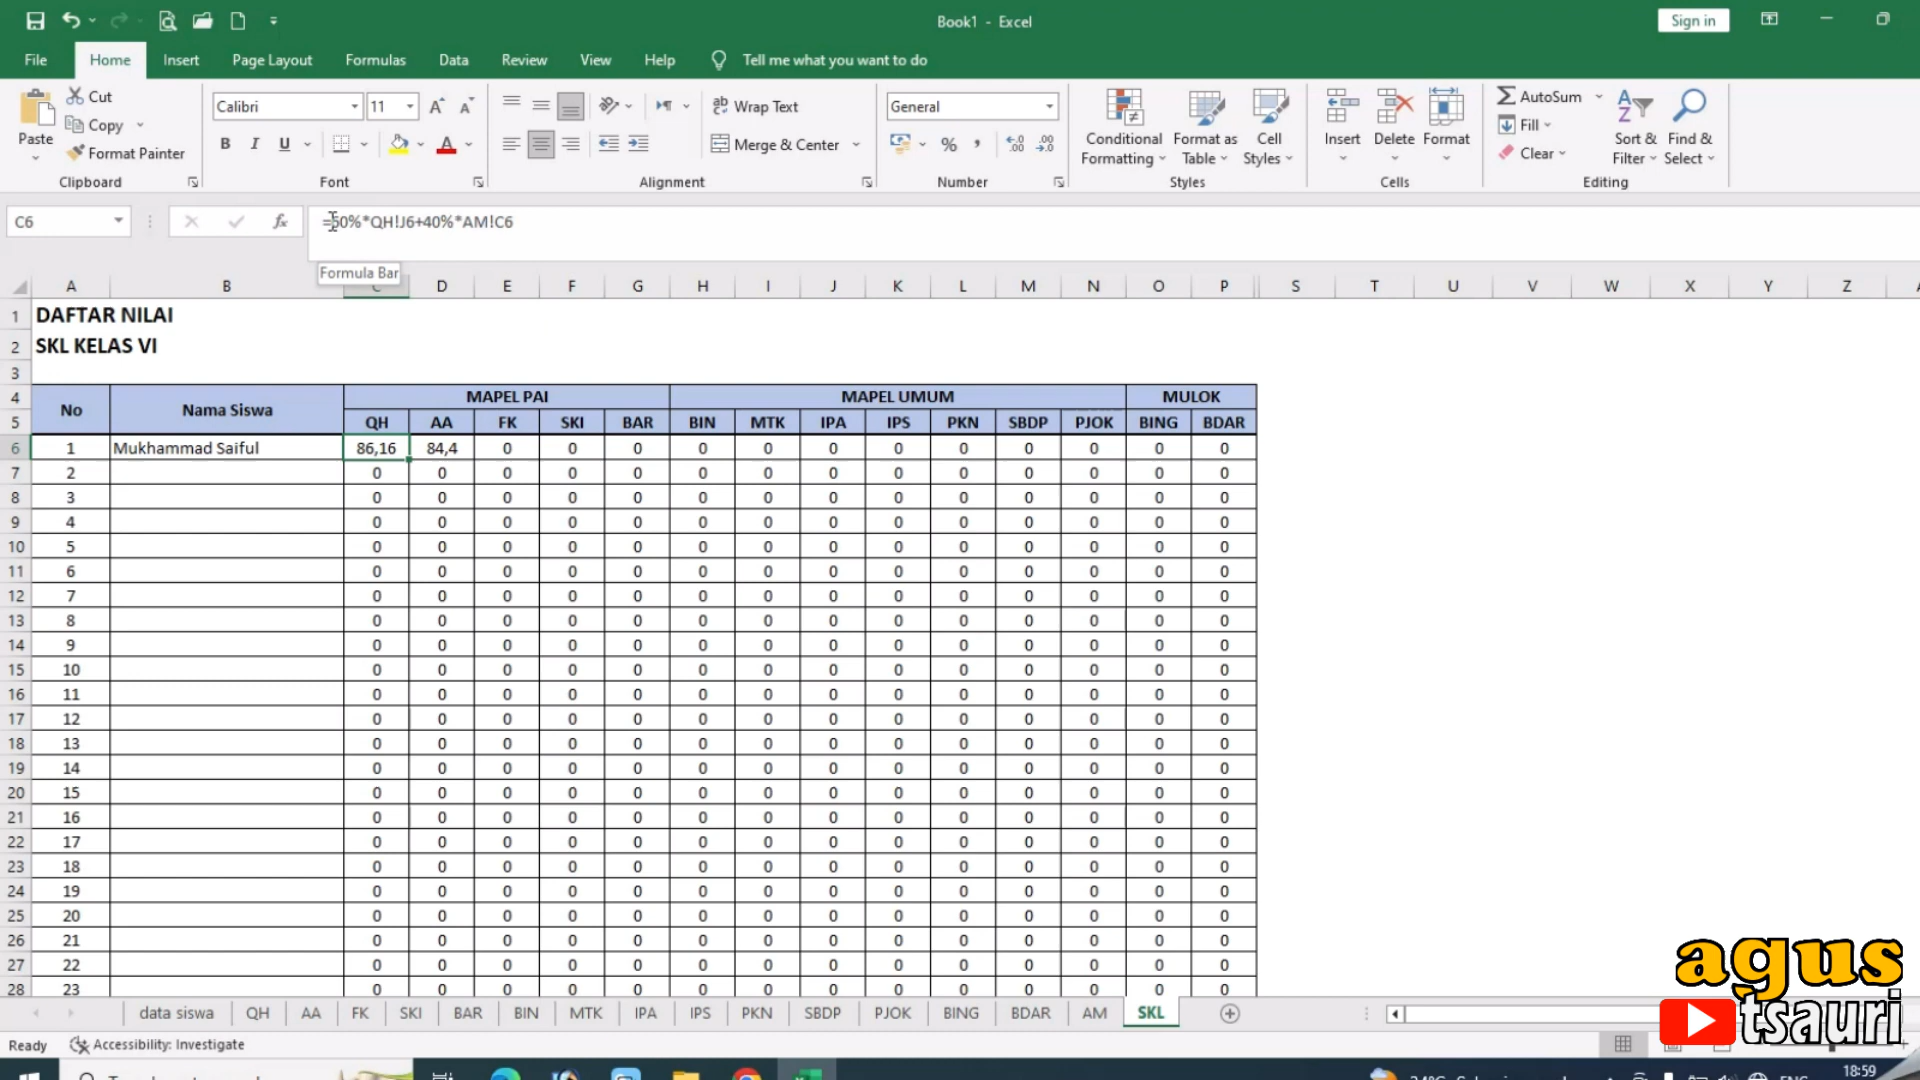 Book1 - Excel
Sign in
File Home Insert Page Layout Formulas Data Review View Help Tell me what you want to do
Paste
Cut
Copy
Format Painter
Clipboard
Calibri 11
B I U
Font
Wrap Text
Merge & Center
Alignment
General
%
Number
Conditional Formatting
Format as Table
Cell Styles
Styles
Insert
Delete
Format
Cells
AutoSum
Fill
Clear
Sort & Filter
Find & Select
Editing
C6 fx =60%*QH!J6+40%*AM!C6
Formula Bar
A B C D E F G H I J K L M N O P S T U V W X Y Z
1 DAFTAR NILAI
2 SKL KELAS VI
3
4 No Nama Siswa MAPEL PAI MAPEL UMUM MULOK
5 QH AA FK SKI BAR BIN MTK IPA IPS PKN SBDP PJOK BING BDAR
6 1 Mukhammad Saiful 86,16 84,4 0 0 0 0 0 0 0 0 0 0 0 0
7 2 0 0 0 0 0 0 0 0 0 0 0 0 0 0
8 3 0 0 0 0 0 0 0 0 0 0 0 0 0 0
9 4 0 0 0 0 0 0 0 0 0 0 0 0 0 0
10 5 0 0 0 0 0 0 0 0 0 0 0 0 0 0
11 6 0 0 0 0 0 0 0 0 0 0 0 0 0 0
12 7 0 0 0 0 0 0 0 0 0 0 0 0 0 0
13 8 0 0 0 0 0 0 0 0 0 0 0 0 0 0
14 9 0 0 0 0 0 0 0 0 0 0 0 0 0 0
15 10 0 0 0 0 0 0 0 0 0 0 0 0 0 0
16 11 0 0 0 0 0 0 0 0 0 0 0 0 0 0
17 12 0 0 0 0 0 0 0 0 0 0 0 0 0 0
18 13 0 0 0 0 0 0 0 0 0 0 0 0 0 0
19 14 0 0 0 0 0 0 0 0 0 0 0 0 0 0
20 15 0 0 0 0 0 0 0 0 0 0 0 0 0 0
21 16 0 0 0 0 0 0 0 0 0 0 0 0 0 0
22 17 0 0 0 0 0 0 0 0 0 0 0 0 0 0
23 18 0 0 0 0 0 0 0 0 0 0 0 0 0 0
24 19 0 0 0 0 0 0 0 0 0 0 0 0 0 0
25 20 0 0 0 0 0 0 0 0 0 0 0 0 0 0
26 21 0 0 0 0 0 0 0 0 0 0 0 0 0 0
27 22 0 0 0 0 0 0 0 0 0 0 0 0 0 0
28 23 0 0 0 0 0 0 0 0 0 0 0 0 0 0
data siswa QH AA FK SKI BAR BIN MTK IPA IPS PKN SBDP PJOK BING BDAR AM SKL
agus
tsauri
Ready Accessibility: Investigate
18:59